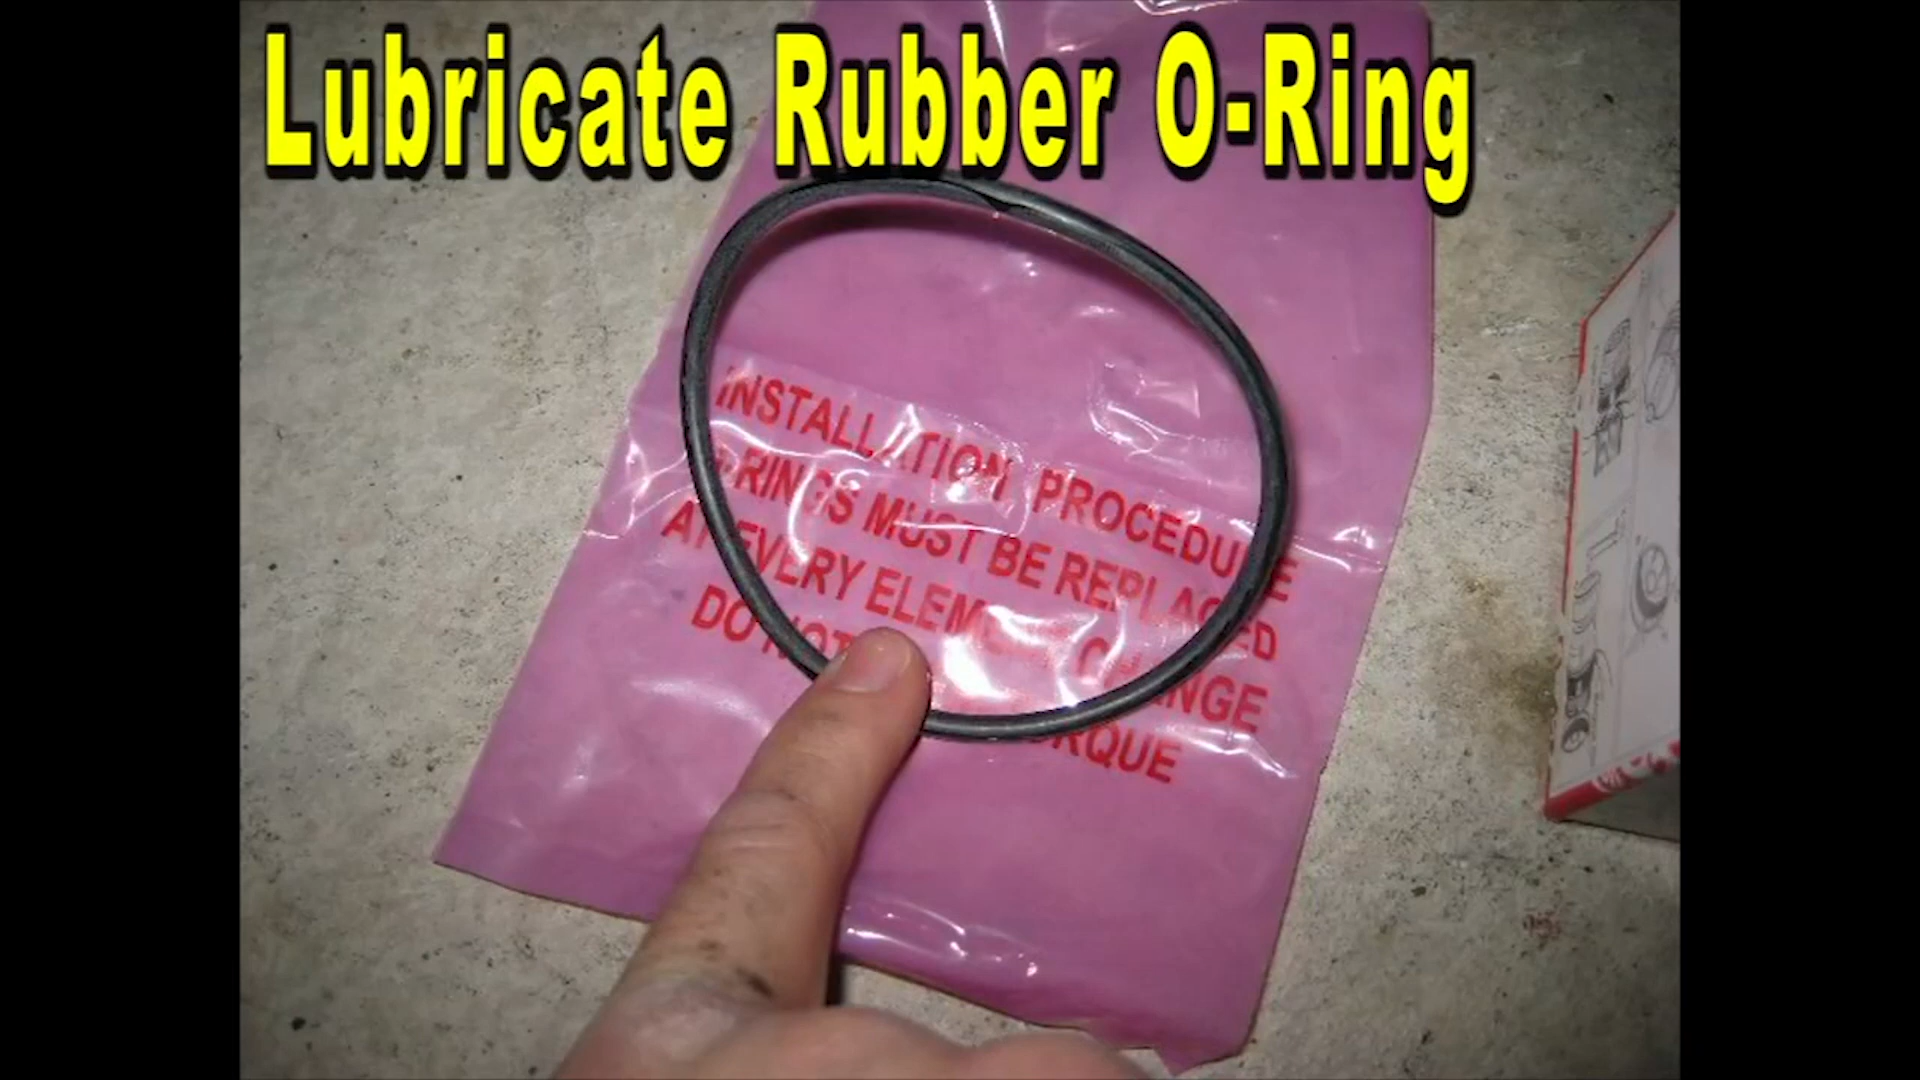 Lubricate Rubber O-Ring
INSTALLATION PROCEDURE
O-RINGS MUST BE REPLACED
AT EVERY ELEMENT CHANGE
DO NOT TORQUE